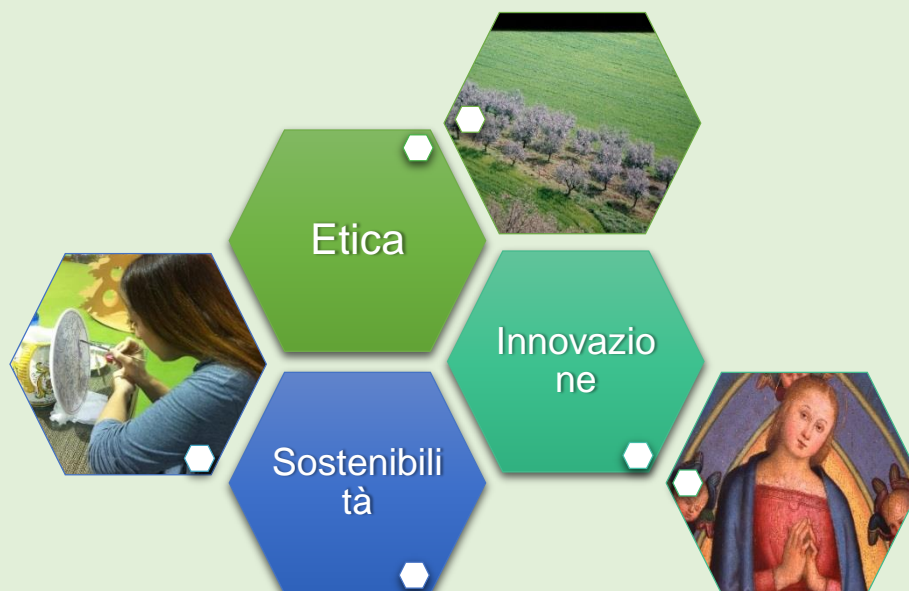 Etica
Innovazio
ne
Sostenibili
tà